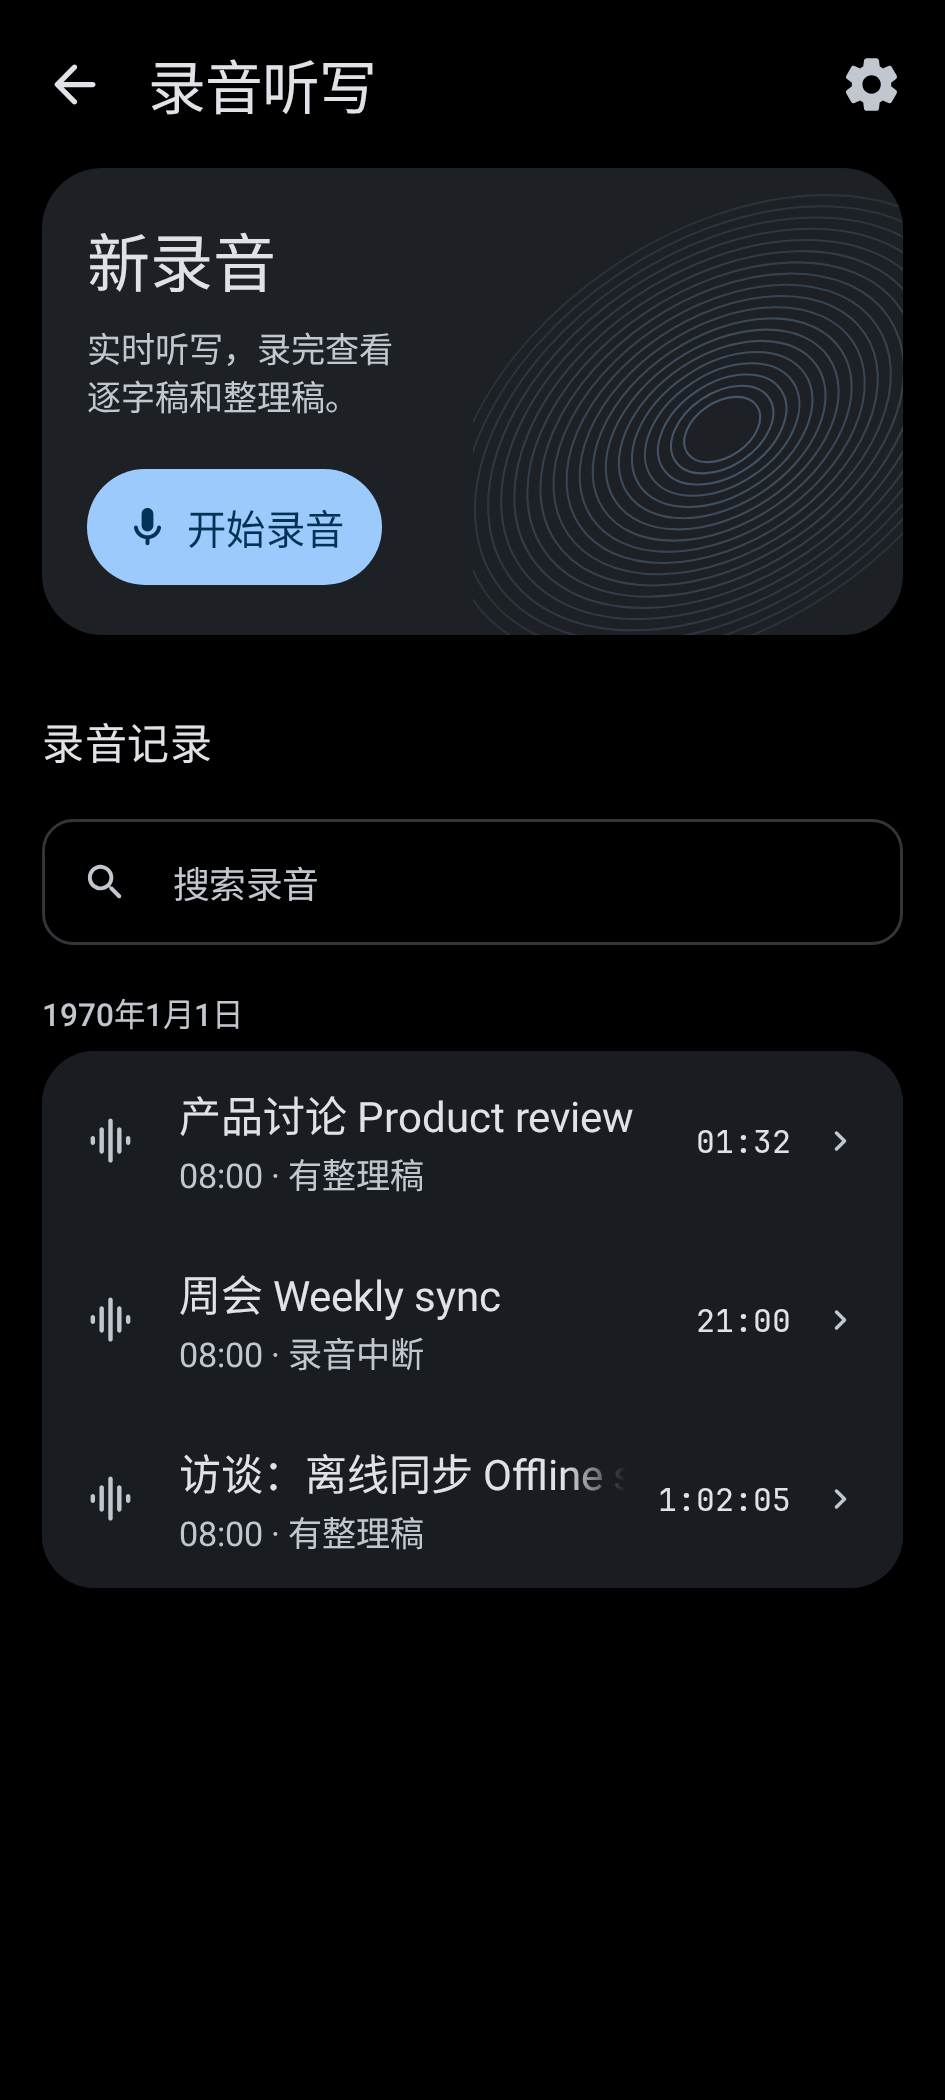 录音听写
新录音
实时听写，录完查看
逐字稿和整理稿。
开始录音
录音记录
搜索录音
1970年1月1日
产品讨论 Product review
08:00 · 有整理稿
01:32
周会 Weekly sync
08:00 · 录音中断
21:00
访谈：离线同步 Offline
08:00 · 有整理稿
1:02:05